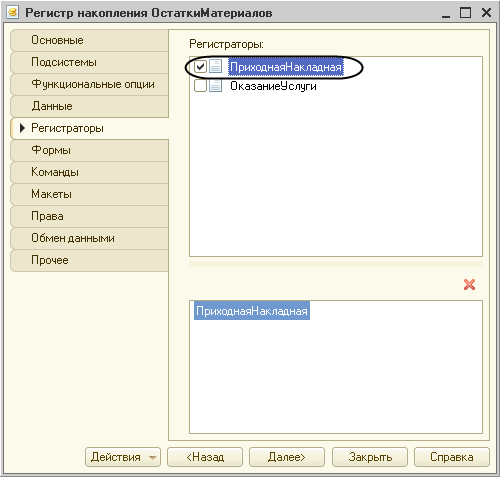 Регистр накопления ОстаткиМатериалов
Основные
Подсистемы
Функциональные опции
Данные
Регистраторы
Формы
Команды
Макеты
Права
Обмен данными
Прочее
Регистраторы:
ПриходнаяНакладная
ОказаниеУслуги
ПриходнаяНакладная
Действия
<Назад
Далее>
Закрыть
Справка